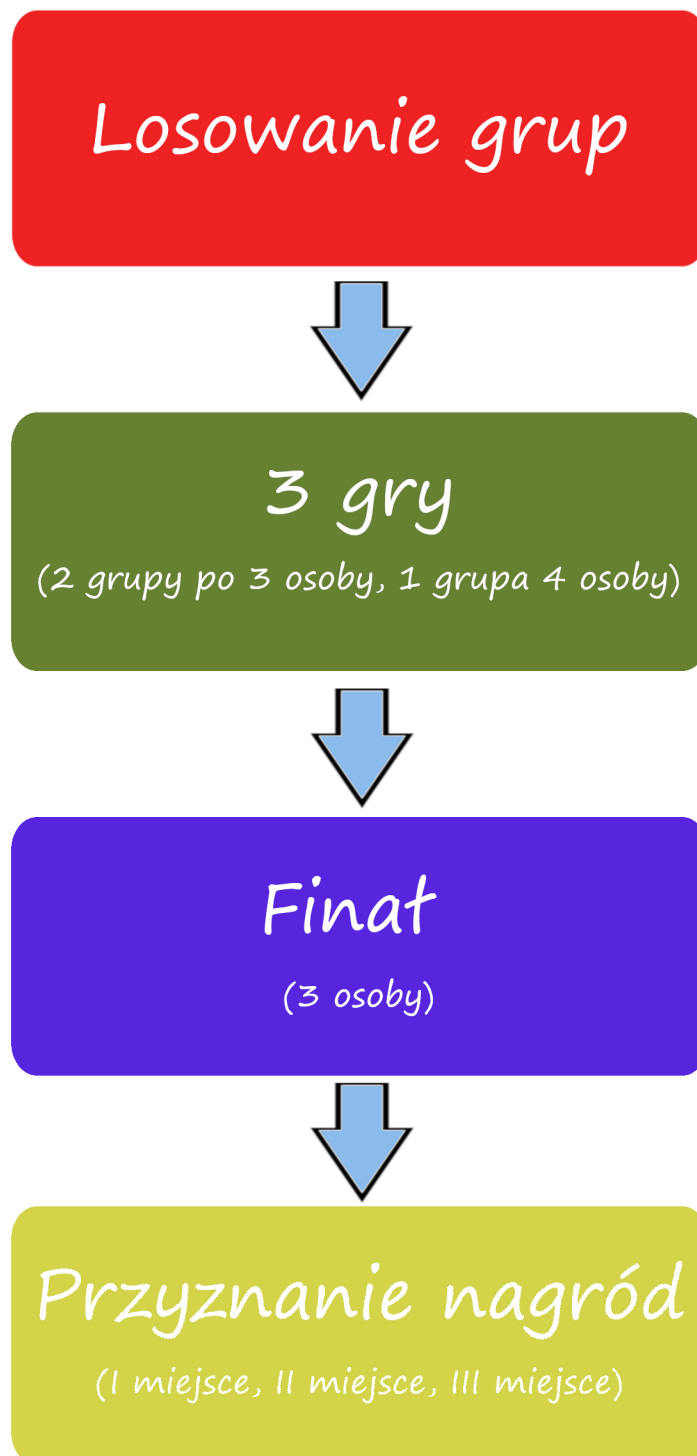 Losowanie grup
3 gry
(2 grupy po 3 osoby, 1 grupa 4 osoby)
Finał
(3 osoby)
Przyznanie nagród
(I miejsce, II miejsce, III miejsce)